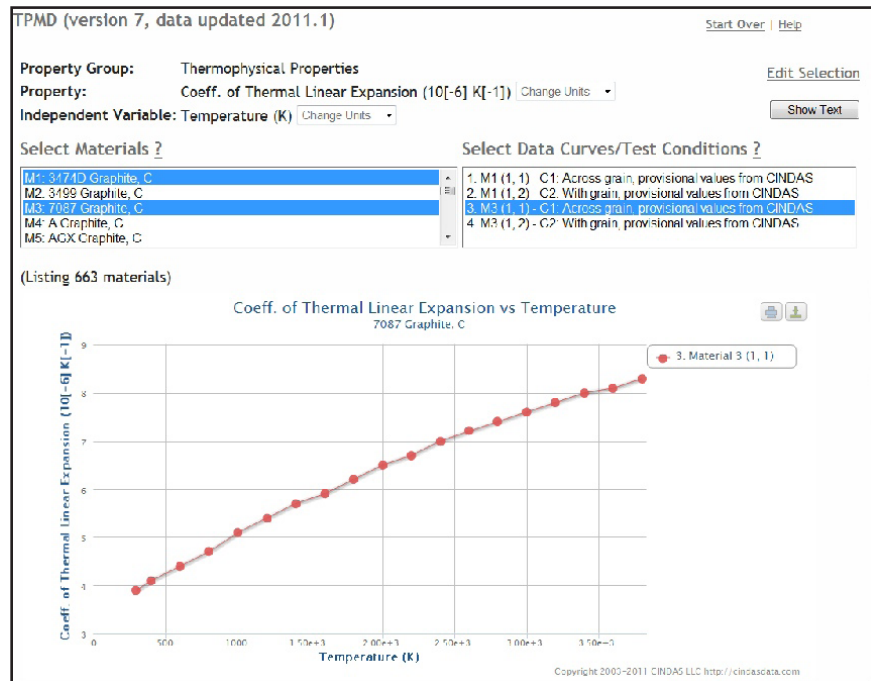 TPMD (version 7, data updated 2011.1)
Start Over | Help
Property Group: Thermophysical Properties
Edit Selection
Property: Coeff. of Thermal Linear Expansion (10[-6] K[-1]) Change Units
Independent Variable: Temperature (K) Change Units
Show Text
Select Materials ?
Select Data Curves/Test Conditions ?
M1: 3474D Graphite, C
M2: 3499 Graphite, C
M3: 7087 Graphite, C
M4: A Graphite, C
M5: AGX Graphite, C
1. M1 (1, 1) - C1: Across grain, provisional values from CINDAS
2. M1 (1, 2) - C2: With grain, provisional values from CINDAS
3. M3 (1, 1) - C1: Across grain, provisional values from CINDAS
4. M3 (1, 2) - C2: With grain, provisional values from CINDAS
(Listing 663 materials)
Coeff. of Thermal Linear Expansion vs Temperature
7087 Graphite, C
Coeff. of Thermal Linear Expansion (10[-6] K[-1])
9
8
7
6
5
4
3
3. Material 3 (1, 1)
0 500 1000 1.50e+3 2.00e+3 2.50e+3 3.00e+3 3.50e+3
Temperature (K)
Copyright 2003-2011 CINDAS LLC http://cindasdata.com